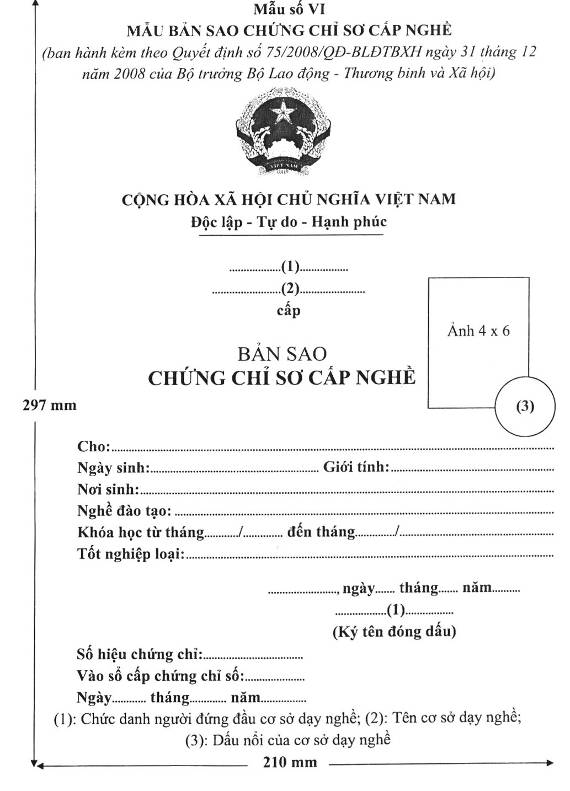 Mẫu số VI
MẪU BẢN SAO CHỨNG CHỈ SƠ CẤP NGHỀ
(ban hành kèm theo Quyết định số 75/2008/QĐ-BLĐTBXH ngày 31 tháng 12
năm 2008 của Bộ trưởng Bộ Lao động - Thương binh và Xã hội)
VIỆT NAM
CỘNG HÒA XÃ HỘI CHỦ NGHĨA VIỆT NAM
Độc lập - Tự do - Hạnh phúc
..................(1).................
........................(2).......................
cấp
Ảnh 4 x 6
BẢN SAO
CHỨNG CHỈ SƠ CẤP NGHỀ
297 mm
(3)
Cho:..........................................................................
Ngày sinh:.................................... Giới tính:....................................
Nơi sinh:..........................................................................
Nghề đào tạo:..........................................................................
Khóa học từ tháng.........../............. đến tháng............./....................................
Tốt nghiệp loại:..........................................................................
......................., ngày....... tháng....... năm..........
..................(1).................
(Ký tên đóng dấu)
Số hiệu chứng chỉ:..................................
Vào sổ cấp chứng chỉ số:....................
Ngày............ tháng............. năm................
(1): Chức danh người đứng đầu cơ sở dạy nghề; (2): Tên cơ sở dạy nghề;
(3): Dấu nổi của cơ sở dạy nghề
210 mm